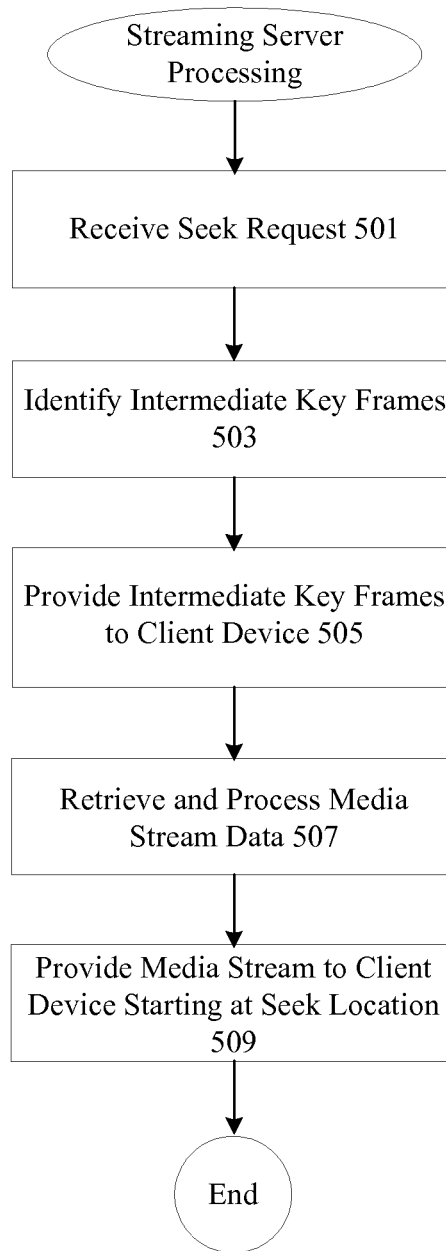 Streaming Server
Processing
Receive Seek Request 501
Identify Intermediate Key Frames
503
Provide Intermediate Key Frames
to Client Device 505
Retrieve and Process Media
Stream Data 507
Provide Media Stream to Client
Device Starting at Seek Location
509
End